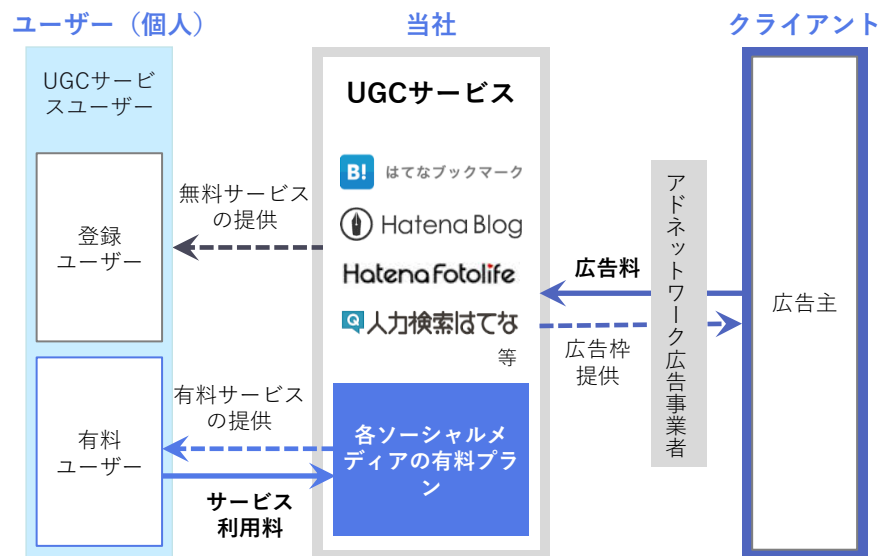 ユーザー（個人）
当社
クライアント
UGCサービ
スユーザー
登録
ユーザー
有料
ユーザー
無料サービス
の提供
有料サービス
の提供
サービス
利用料
UGCサービス
B! はてなブックマーク
Hatena Blog
Hatena Fotolife
Q 人力検索はてな
等
各ソーシャルメ
ディアの有料プラ
ン
広告料
広告枠
提供
アドネットワーク広告事業者
広告主